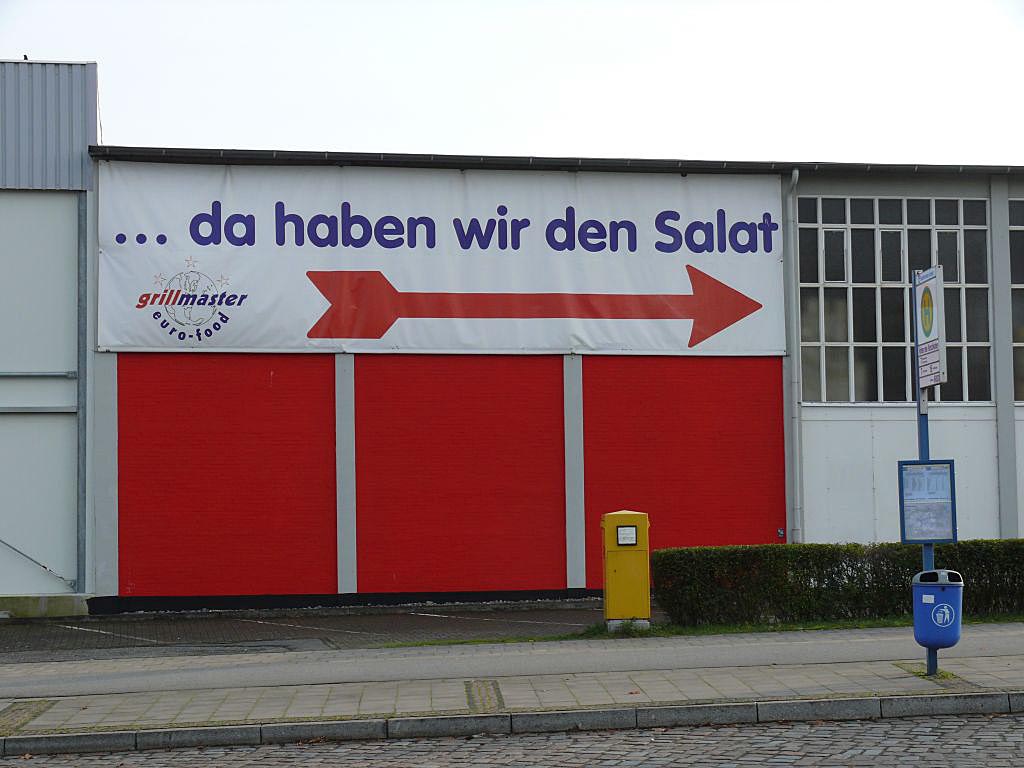 ... da haben wir den Salat
grillmaster
euro-food
H